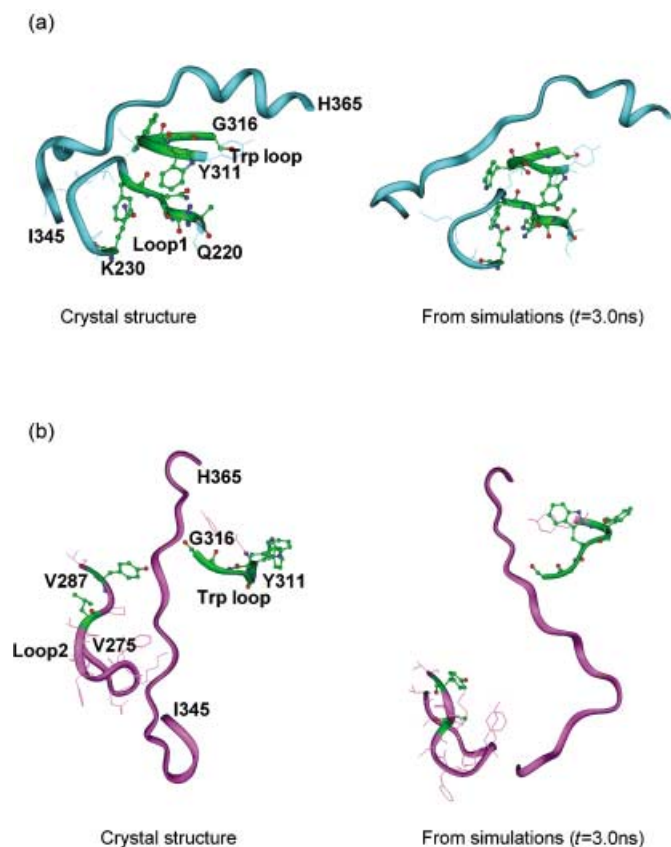 (a)
H365
G316
Trp loop
Y311
I345
Loop1
Q220
K230
Crystal structure
From simulations (t=3.0ns)
(b)
H365
G316
V287
Y311
Trp loop
V275
Loop2
I345
Crystal structure
From simulations (t=3.0ns)